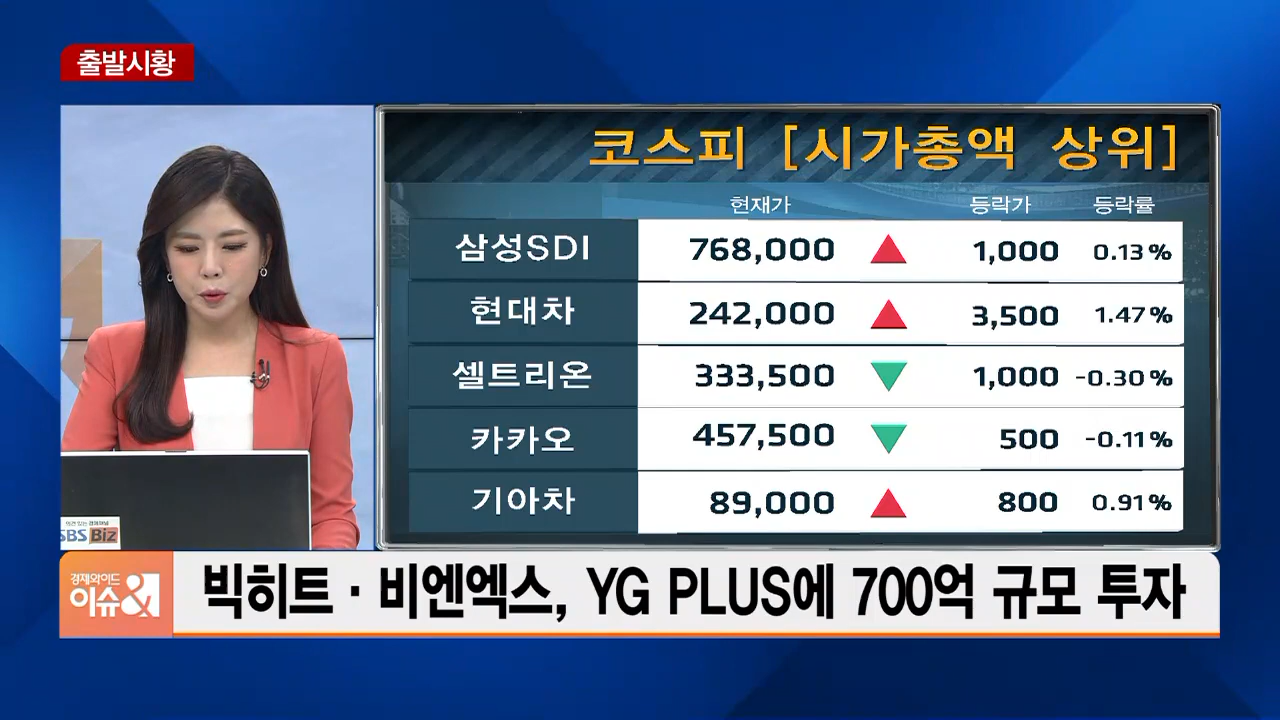 출발시황
코스피 [시가총액 상위]
현재가 등락가 등락률
삼성SDI 768,000 ▲ 1,000 0.13%
현대차 242,000 ▲ 3,500 1.47%
셀트리온 333,500 ▼ 1,000 -0.30%
카카오 457,500 ▼ 500 -0.11%
기아차 89,000 ▲ 800 0.91%
SBS Biz
경제와이드
이슈&
빅히트·비엔엑스, YG PLUS에 700억 규모 투자